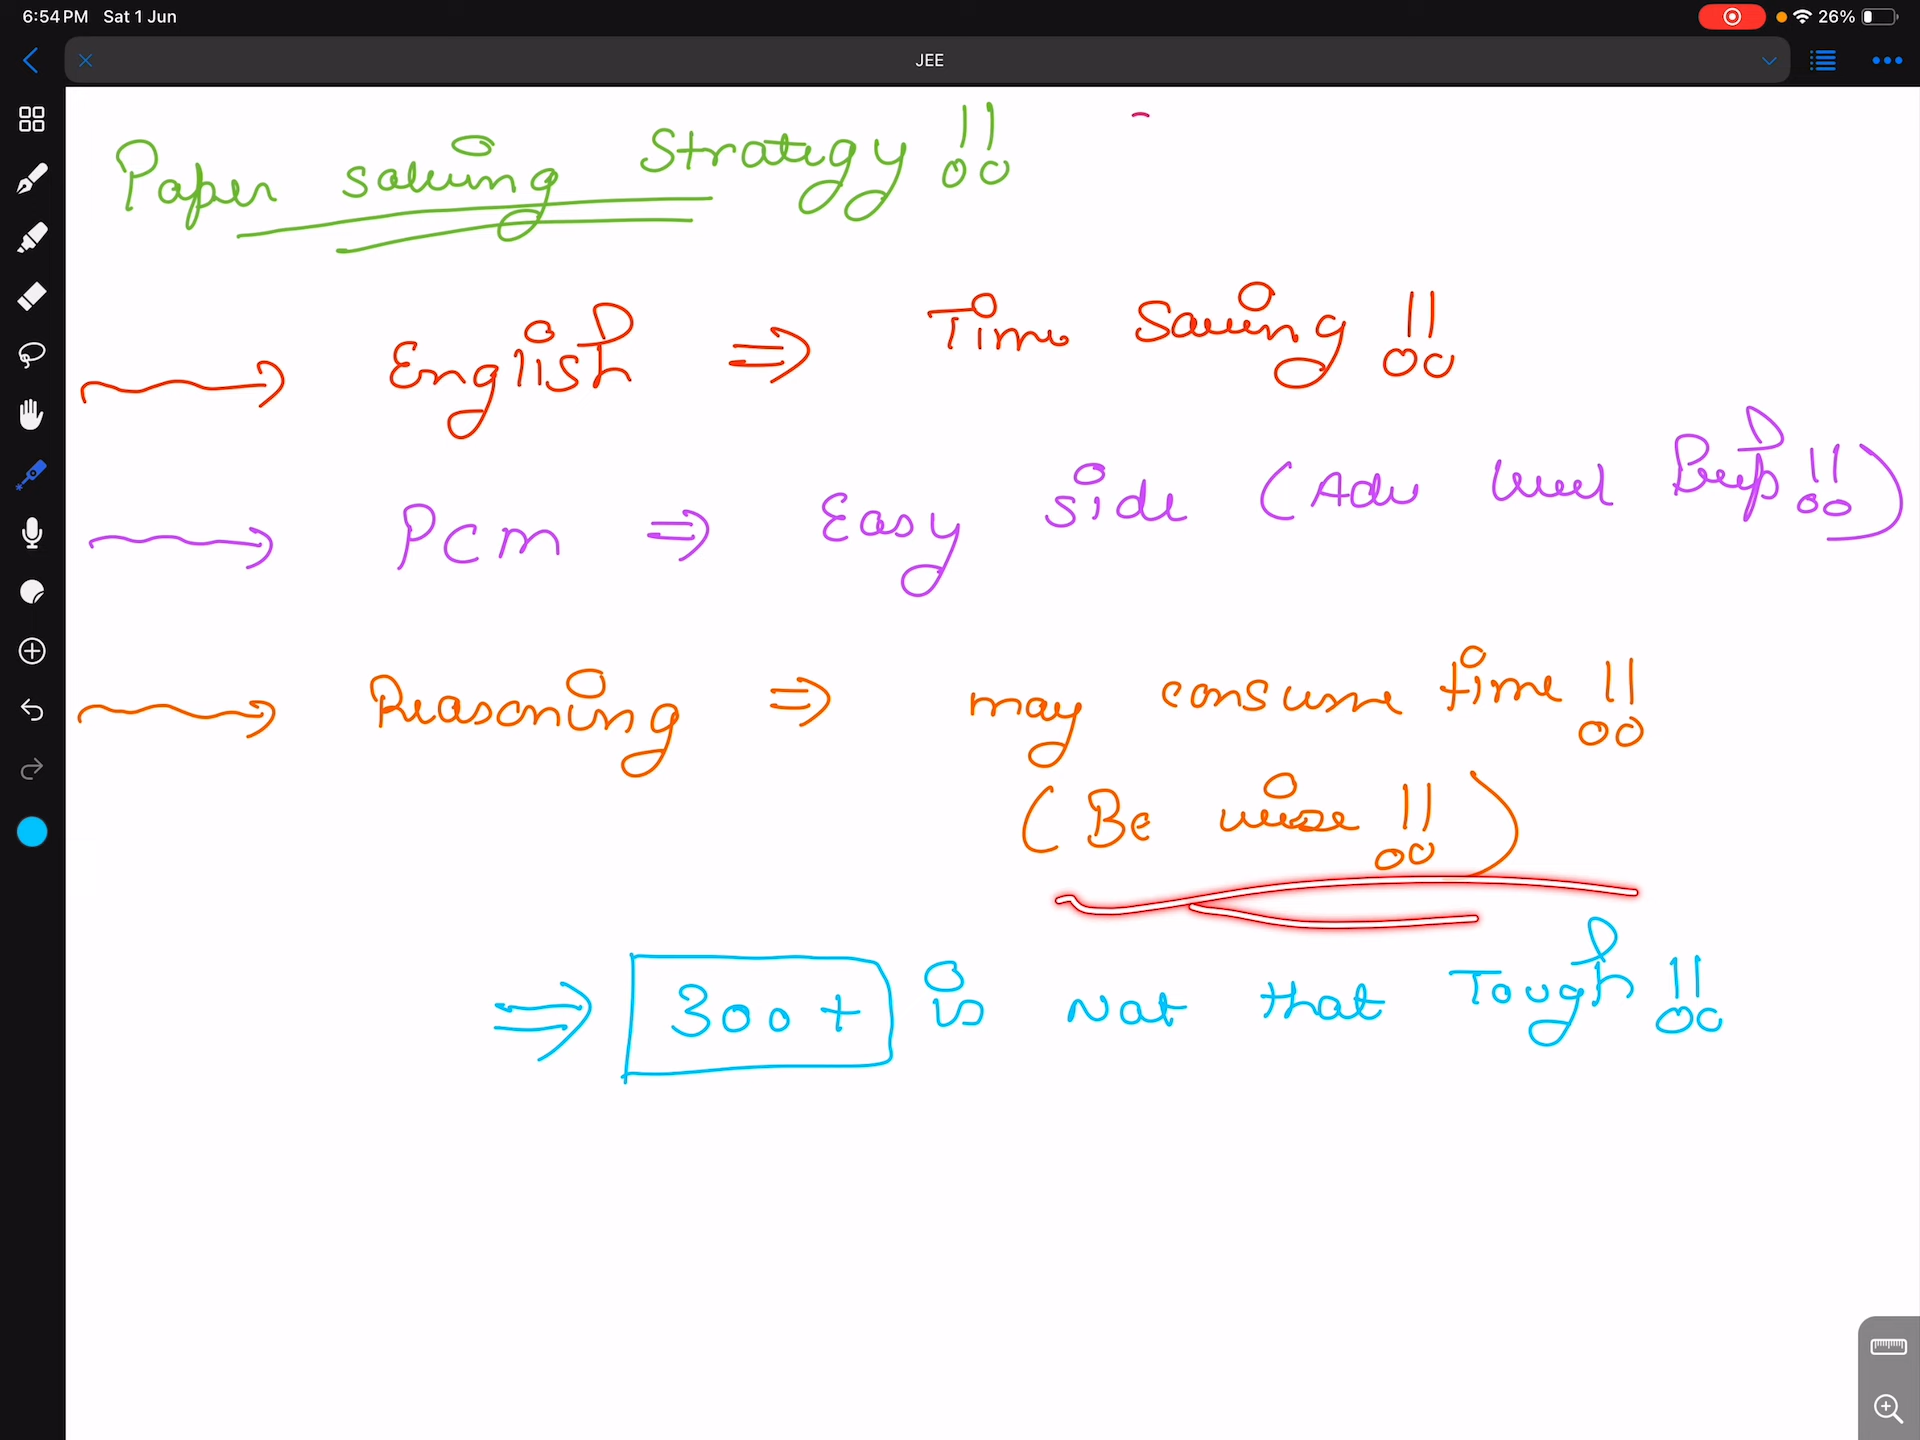 6:54 PM Sat 1 Jun
26%
JEE
Paper solving Strategy !!
English ⇒ Time Saving !!
PCM ⇒ Easy side (Adv level Prep !!)
Reasoning ⇒ may consume time !!
(Be wise !!)
⇒ 300+ is Not that Tough !!